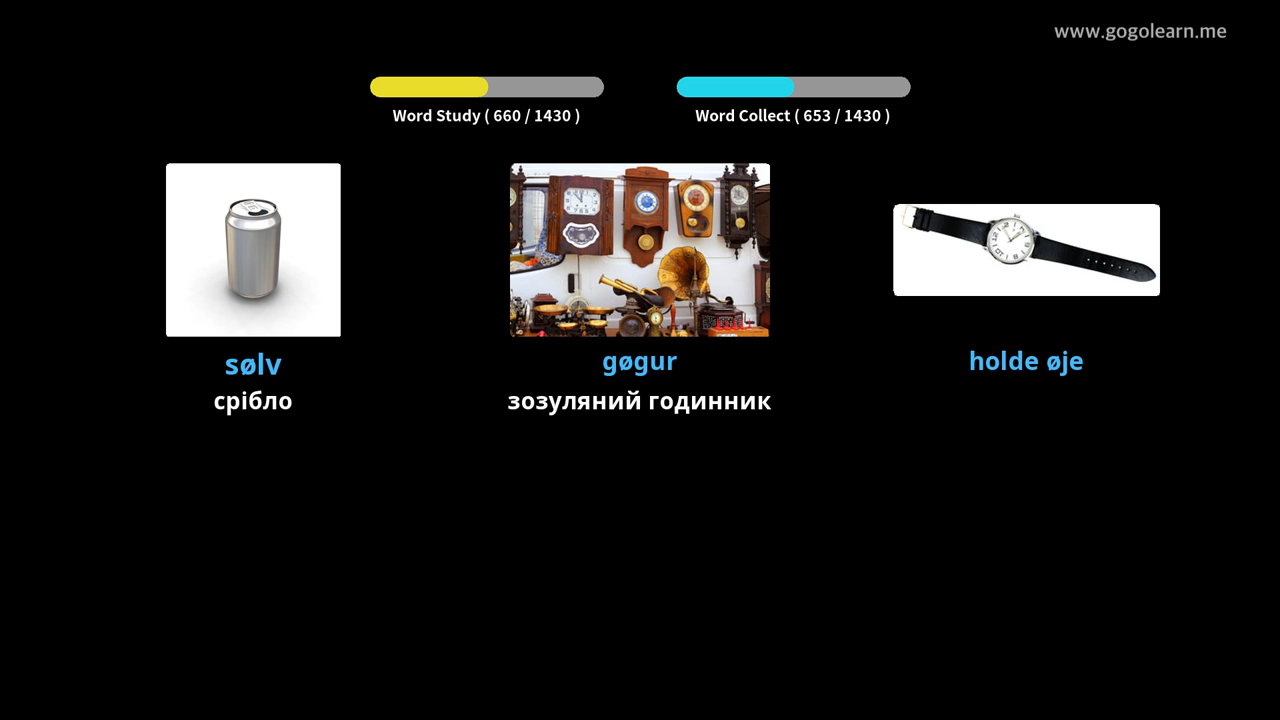 www.gogolearn.me
Word Study ( 660 / 1430 )
Word Collect ( 653 / 1430 )
sølv
gøgur
holde øje
срібло
зозуляний годинник